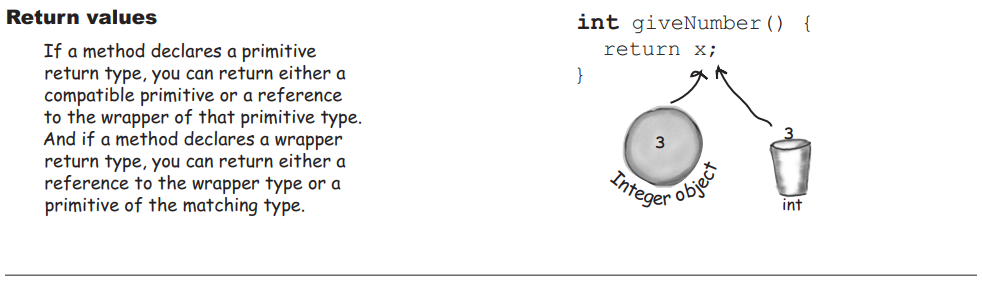 Return values
If a method declares a primitive
return type, you can return either a
compatible primitive or a reference
to the wrapper of that primitive type.
And if a method declares a wrapper
return type, you can return either a
reference to the wrapper type or a
primitive of the matching type.
int giveNumber() {
return x;
}
3
Integer object
3
int